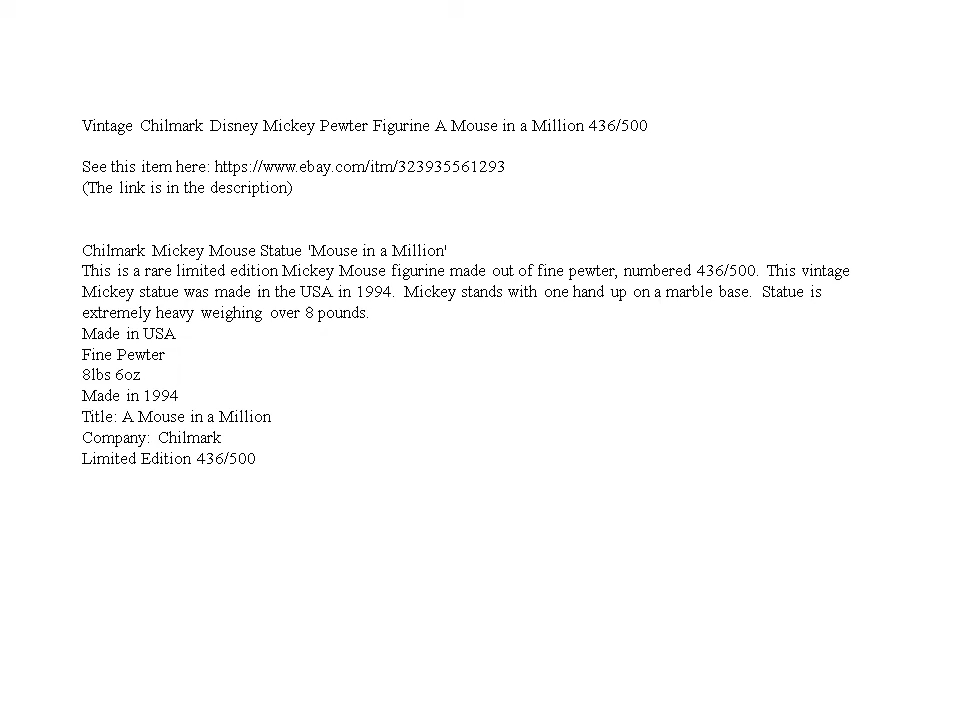 Vintage Chilmark Disney Mickey Pewter Figurine A Mouse in a Million 436/500
See this item here: https://www.ebay.com/itm/323935561293
(The link is in the description)
Chilmark Mickey Mouse Statue 'Mouse in a Million'
This is a rare limited edition Mickey Mouse figurine made out of fine pewter, numbered 436/500. This vintage
Mickey statue was made in the USA in 1994. Mickey stands with one hand up on a marble base. Statue is
extremely heavy weighing over 8 pounds.
Made in USA
Fine Pewter
8lbs 6oz
Made in 1994
Title: A Mouse in a Million
Company: Chilmark
Limited Edition 436/500